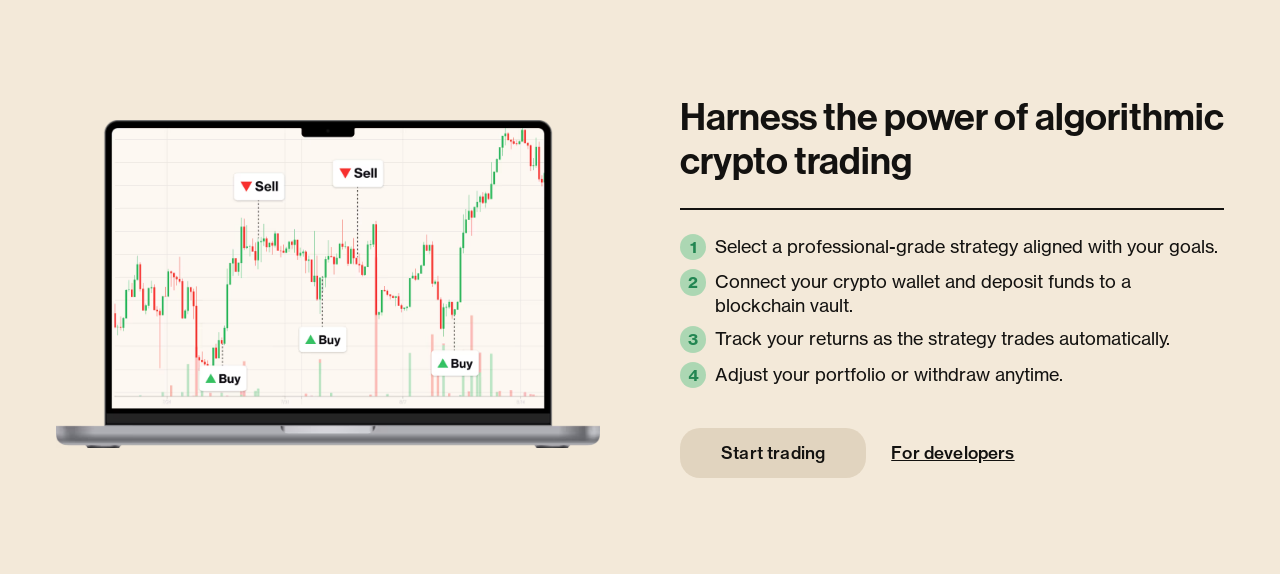 Harness the power of algorithmic
crypto trading
1 Select a professional-grade strategy aligned with your goals.
2 Connect your crypto wallet and deposit funds to a
blockchain vault.
3 Track your returns as the strategy trades automatically.
4 Adjust your portfolio or withdraw anytime.
Start trading For developers
Sell
Sell
Buy
Buy
Buy